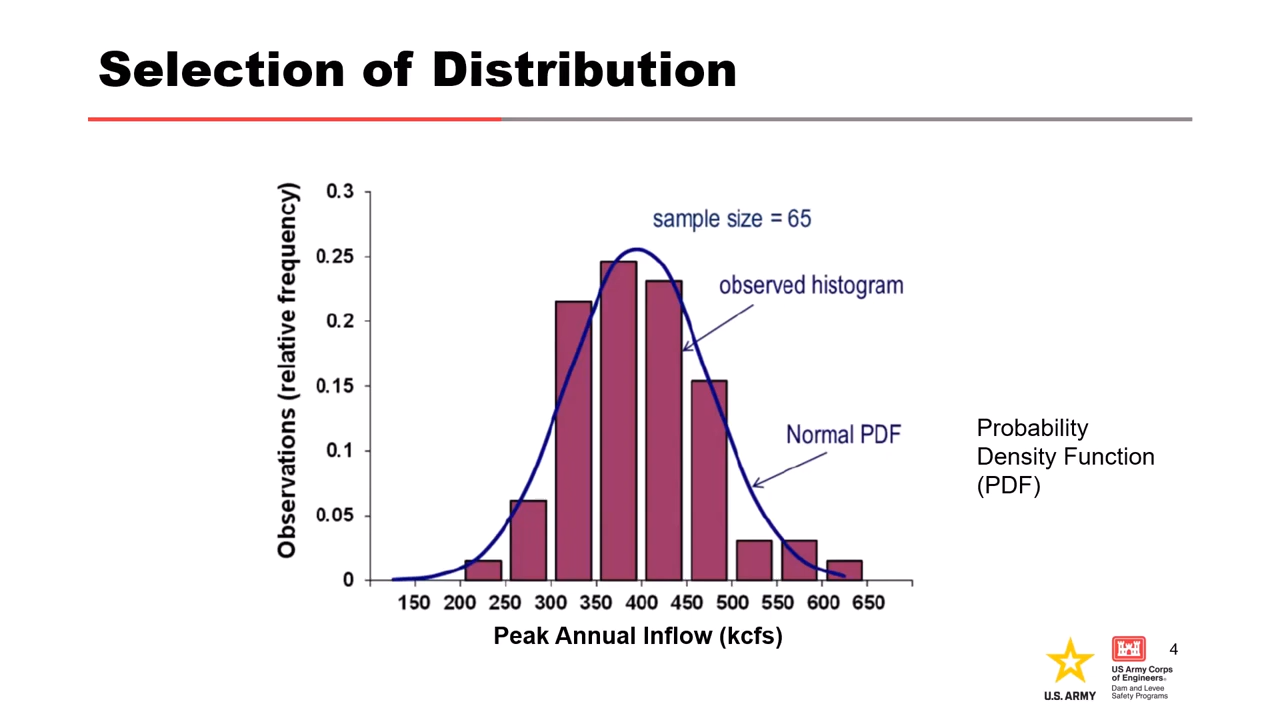 Selection of Distribution
Observations (relative frequency)
0.3
0.25
0.2
0.15
0.1
0.05
0
sample size = 65
observed histogram
Normal PDF
Probability
Density Function
(PDF)
150 200 250 300 350 400 450 500 550 600 650
Peak Annual Inflow (kcfs)
U.S. ARMY
US Army Corps
of Engineers®
Dam and Levee
Safety Programs
4